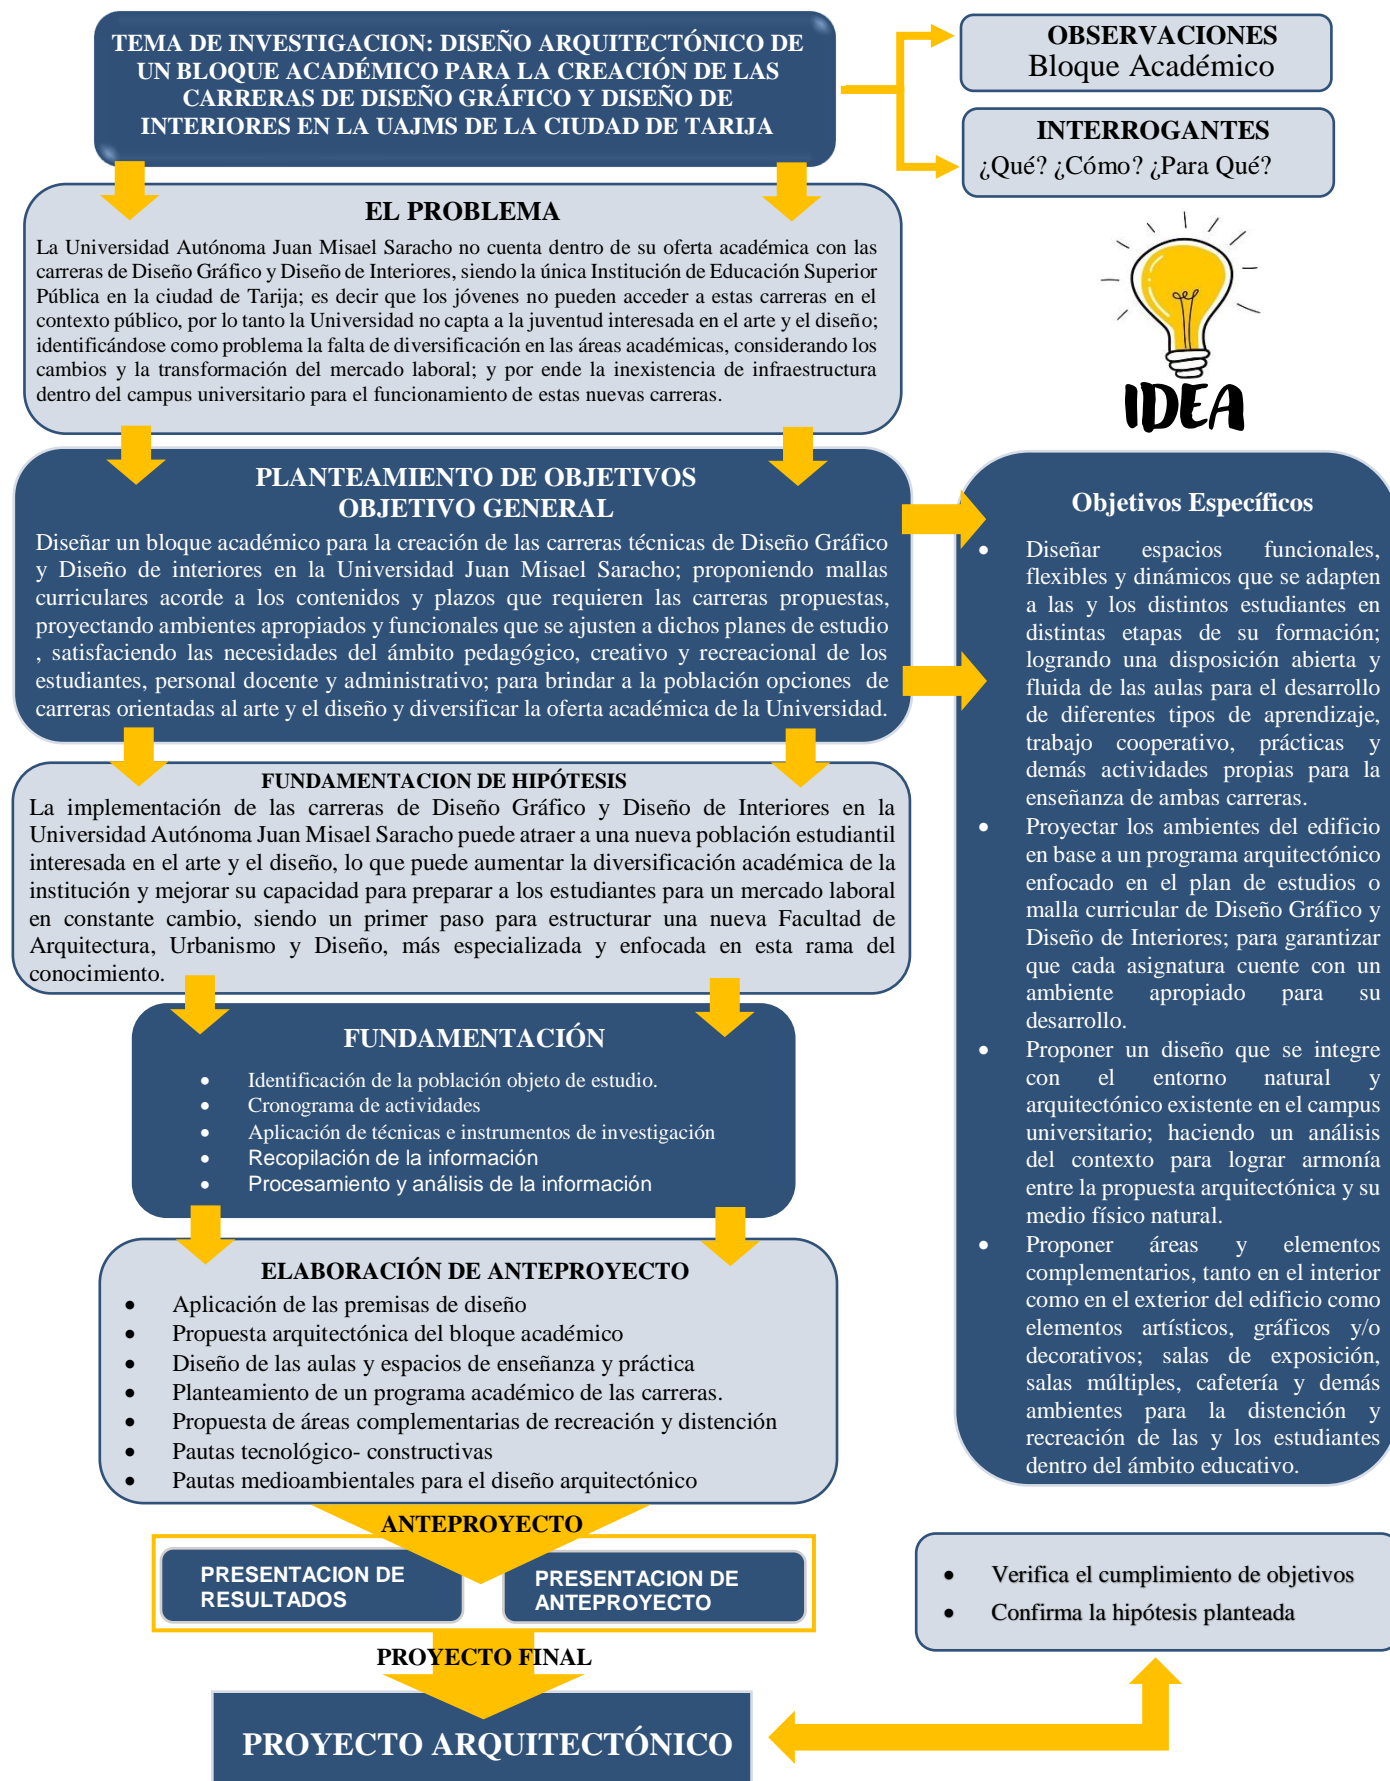 TEMA DE INVESTIGACION: DISEÑO ARQUITECTÓNICO DE
UN BLOQUE ACADÉMICO PARA LA CREACIÓN DE LAS
CARRERAS DE DISEÑO GRÁFICO Y DISEÑO DE
INTERIORES EN LA UAJMS DE LA CIUDAD DE TARIJA
OBSERVACIONES
Bloque Académico
INTERROGANTES
¿Qué? ¿Cómo? ¿Para Qué?
IDEA
EL PROBLEMA
La Universidad Autónoma Juan Misael Saracho no cuenta dentro de su oferta académica con las
carreras de Diseño Gráfico y Diseño de Interiores, siendo la única Institución de Educación Superior
Pública en la ciudad de Tarija; es decir que los jóvenes no pueden acceder a estas carreras en el
contexto público, por lo tanto la Universidad no capta a la juventud interesada en el arte y el diseño;
identificándose como problema la falta de diversificación en las áreas académicas, considerando los
cambios y la transformación del mercado laboral; y por ende la inexistencia de infraestructura
dentro del campus universitario para el funcionamiento de estas nuevas carreras.
PLANTEAMIENTO DE OBJETIVOS
OBJETIVO GENERAL
Diseñar un bloque académico para la creación de las carreras técnicas de Diseño Gráfico
y Diseño de interiores en la Universidad Juan Misael Saracho; proponiendo mallas
curriculares acorde a los contenidos y plazos que requieren las carreras propuestas,
proyectando ambientes apropiados y funcionales que se ajusten a dichos planes de estudio
, satisfaciendo las necesidades del ámbito pedagógico, creativo y recreacional de los
estudiantes, personal docente y administrativo; para brindar a la población opciones de
carreras orientadas al arte y el diseño y diversificar la oferta académica de la Universidad.
Objetivos Específicos
• Diseñar espacios funcionales,
flexibles y dinámicos que se adapten
a las y los distintos estudiantes en
distintas etapas de su formación;
logrando una disposición abierta y
fluida de las aulas para el desarrollo
de diferentes tipos de aprendizaje,
trabajo cooperativo, prácticas y
demás actividades propias para la
enseñanza de ambas carreras.
• Proyectar los ambientes del edificio
en base a un programa arquitectónico
enfocado en el plan de estudios o
malla curricular de Diseño Gráfico y
Diseño de Interiores; para garantizar
que cada asignatura cuente con un
ambiente apropiado para su
desarrollo.
• Proponer un diseño que se integre
con el entorno natural y
arquitectónico existente en el campus
universitario; haciendo un análisis
del contexto para lograr armonía
entre la propuesta arquitectónica y su
medio físico natural.
• Proponer áreas y elementos
complementarios, tanto en el interior
como en el exterior del edificio como
elementos artísticos, gráficos y/o
decorativos; salas de exposición,
salas múltiples, cafetería y demás
ambientes para la distención y
recreación de las y los estudiantes
dentro del ámbito educativo.
FUNDAMENTACION DE HIPÓTESIS
La implementación de las carreras de Diseño Gráfico y Diseño de Interiores en la
Universidad Autónoma Juan Misael Saracho puede atraer a una nueva población estudiantil
interesada en el arte y el diseño, lo que puede aumentar la diversificación académica de la
institución y mejorar su capacidad para preparar a los estudiantes para un mercado laboral
en constante cambio, siendo un primer paso para estructurar una nueva Facultad de
Arquitectura, Urbanismo y Diseño, más especializada y enfocada en esta rama del
conocimiento.
FUNDAMENTACIÓN
• Identificación de la población objeto de estudio.
• Cronograma de actividades
• Aplicación de técnicas e instrumentos de investigación
• Recopilación de la información
• Procesamiento y análisis de la información
ELABORACIÓN DE ANTEPROYECTO
• Aplicación de las premisas de diseño
• Propuesta arquitectónica del bloque académico
• Diseño de las aulas y espacios de enseñanza y práctica
• Planteamiento de un programa académico de las carreras.
• Propuesta de áreas complementarias de recreación y distención
• Pautas tecnológico- constructivas
• Pautas medioambientales para el diseño arquitectónico
ANTEPROYECTO
PRESENTACION DE
RESULTADOS
PRESENTACION DE
ANTEPROYECTO
• Verifica el cumplimiento de objetivos
• Confirma la hipótesis planteada
PROYECTO FINAL
PROYECTO ARQUITECTÓNICO